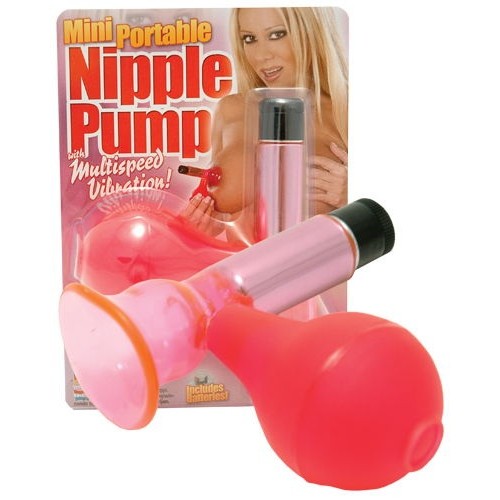 Mini Portable
Nipple
Pump
with
Multispeed
Vibration!
Includes
Batteries!